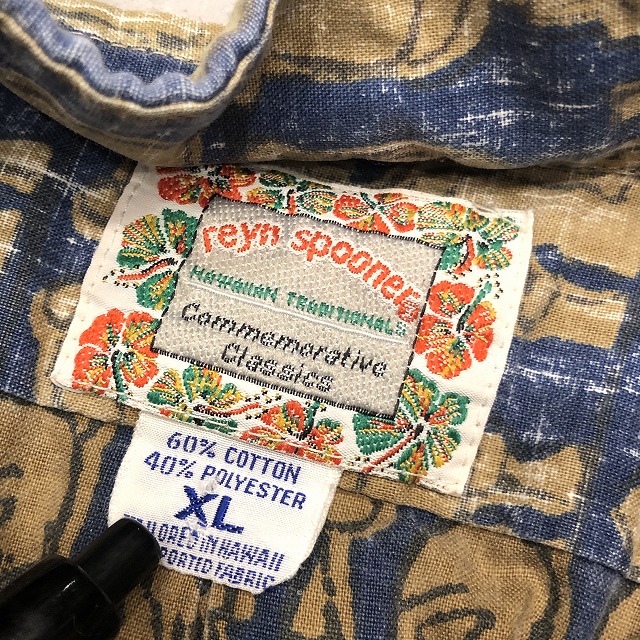 reyn spooner®
HAWAIIAN TRADITIONALS
Commemorative
Classics
60% COTTON
40% POLYESTER
XL
TAILORED IN HAWAII
IMPORTED FABRIC